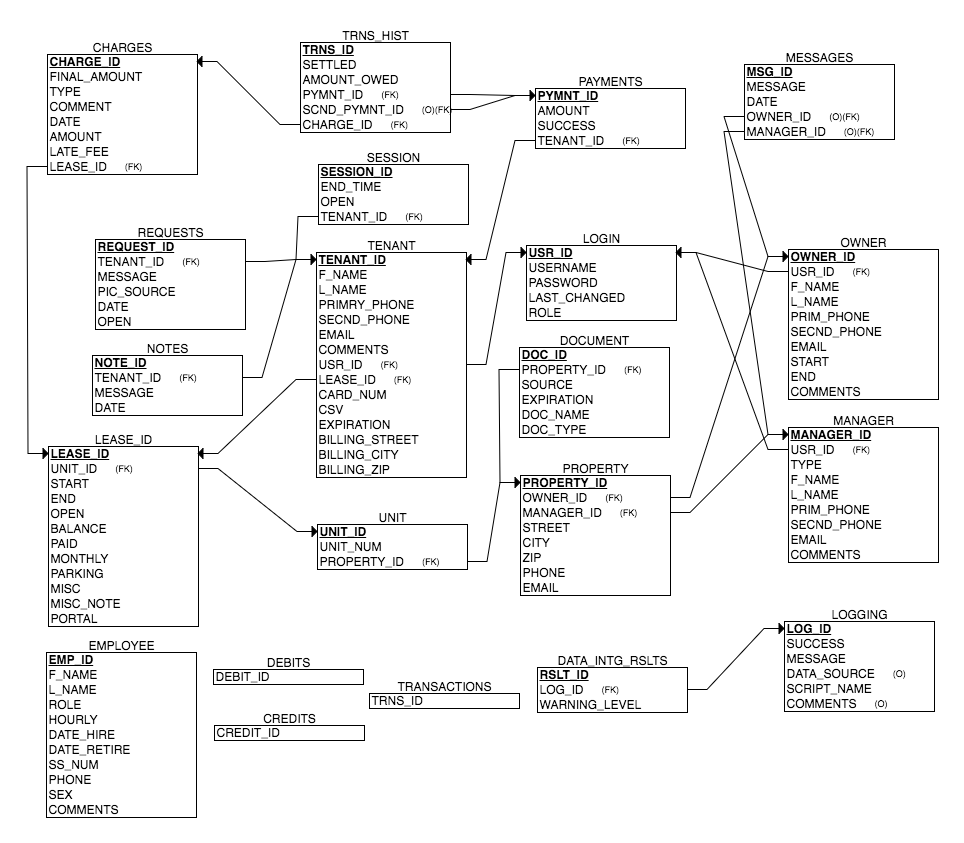 CHARGES
CHARGE_ID
FINAL_AMOUNT
TYPE
COMMENT
DATE
AMOUNT
LATE_FEE
LEASE_ID (FK)
TRNS_HIST
TRNS_ID
SETTLED
AMOUNT_OWED
PYMNT_ID (FK)
SCND_PYMNT_ID (O)(FK)
CHARGE_ID (FK)
PAYMENTS
PYMNT_ID
AMOUNT
SUCCESS
TENANT_ID (FK)
MESSAGES
MSG_ID
MESSAGE
DATE
OWNER_ID (O)(FK)
MANAGER_ID (O)(FK)
SESSION
SESSION_ID
END_TIME
OPEN
TENANT_ID (FK)
REQUESTS
REQUEST_ID
TENANT_ID (FK)
MESSAGE
PIC_SOURCE
DATE
OPEN
TENANT
TENANT_ID
F_NAME
L_NAME
PRIMRY_PHONE
SECND_PHONE
EMAIL
COMMENTS
USR_ID (FK)
LEASE_ID (FK)
CARD_NUM
CSV
EXPIRATION
BILLING_STREET
BILLING_CITY
BILLING_ZIP
LOGIN
USR_ID
USERNAME
PASSWORD
LAST_CHANGED
ROLE
OWNER
OWNER_ID
USR_ID (FK)
F_NAME
L_NAME
PRIM_PHONE
SECND_PHONE
EMAIL
START
END
COMMENTS
NOTES
NOTE_ID
TENANT_ID (FK)
MESSAGE
DATE
DOCUMENT
DOC_ID
PROPERTY_ID (FK)
SOURCE
EXPIRATION
DOC_NAME
DOC_TYPE
MANAGER
MANAGER_ID
USR_ID (FK)
TYPE
F_NAME
L_NAME
PRIM_PHONE
SECND_PHONE
EMAIL
COMMENTS
LEASE_ID
LEASE_ID
UNIT_ID (FK)
START
END
OPEN
BALANCE
PAID
MONTHLY
PARKING
MISC
MISC_NOTE
PORTAL
UNIT
UNIT_ID
UNIT_NUM
PROPERTY_ID (FK)
PROPERTY
PROPERTY_ID
OWNER_ID (FK)
MANAGER_ID (FK)
STREET
CITY
ZIP
PHONE
EMAIL
EMPLOYEE
EMP_ID
F_NAME
L_NAME
ROLE
HOURLY
DATE_HIRE
DATE_RETIRE
SS_NUM
PHONE
SEX
COMMENTS
DEBITS
DEBIT_ID
CREDITS
CREDIT_ID
TRANSACTIONS
TRNS_ID
DATA_INTG_RSLTS
RSLT_ID
LOG_ID (FK)
WARNING_LEVEL
LOGGING
LOG_ID
SUCCESS
MESSAGE
DATA_SOURCE (O)
SCRIPT_NAME
COMMENTS (O)